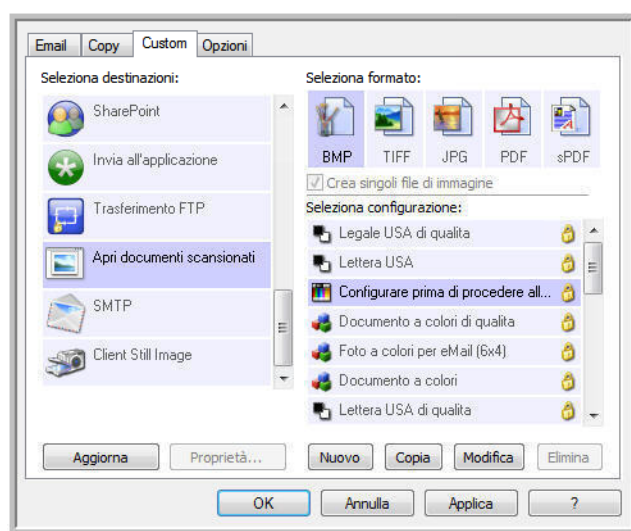 Email Copy Custom Opzioni
Seleziona destinazioni:
SharePoint
Invia all'applicazione
Trasferimento FTP
Apri documenti scansionati
SMTP
Client Still Image
Aggiorna Proprietà...
Seleziona formato:
BMP TIFF JPG PDF sPDF
Crea singoli file di immagine
Seleziona configurazione:
Legale USA di qualita
Lettera USA
Configurare prima di procedere all...
Documento a colori di qualita
Foto a colori per eMail (6x4)
Documento a colori
Lettera USA di qualita
Nuovo Copia Modifica Elimina
OK Annulla Applica ?